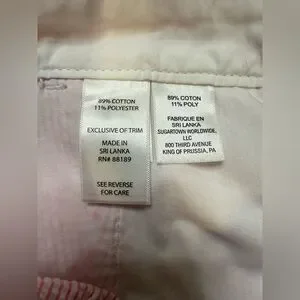 89% COTTON
11% POLYESTER
EXCLUSIVE OF TRIM
MADE IN
SRI LANKA
RN# 88189
SEE REVERSE
FOR CARE
89% COTON
11% POLY
FABRIQUE EN
SRI LANKA
SUGARTOWN WORLDWIDE,
LLC
800 THIRD AVENUE
KING OF PRUSSIA, PA